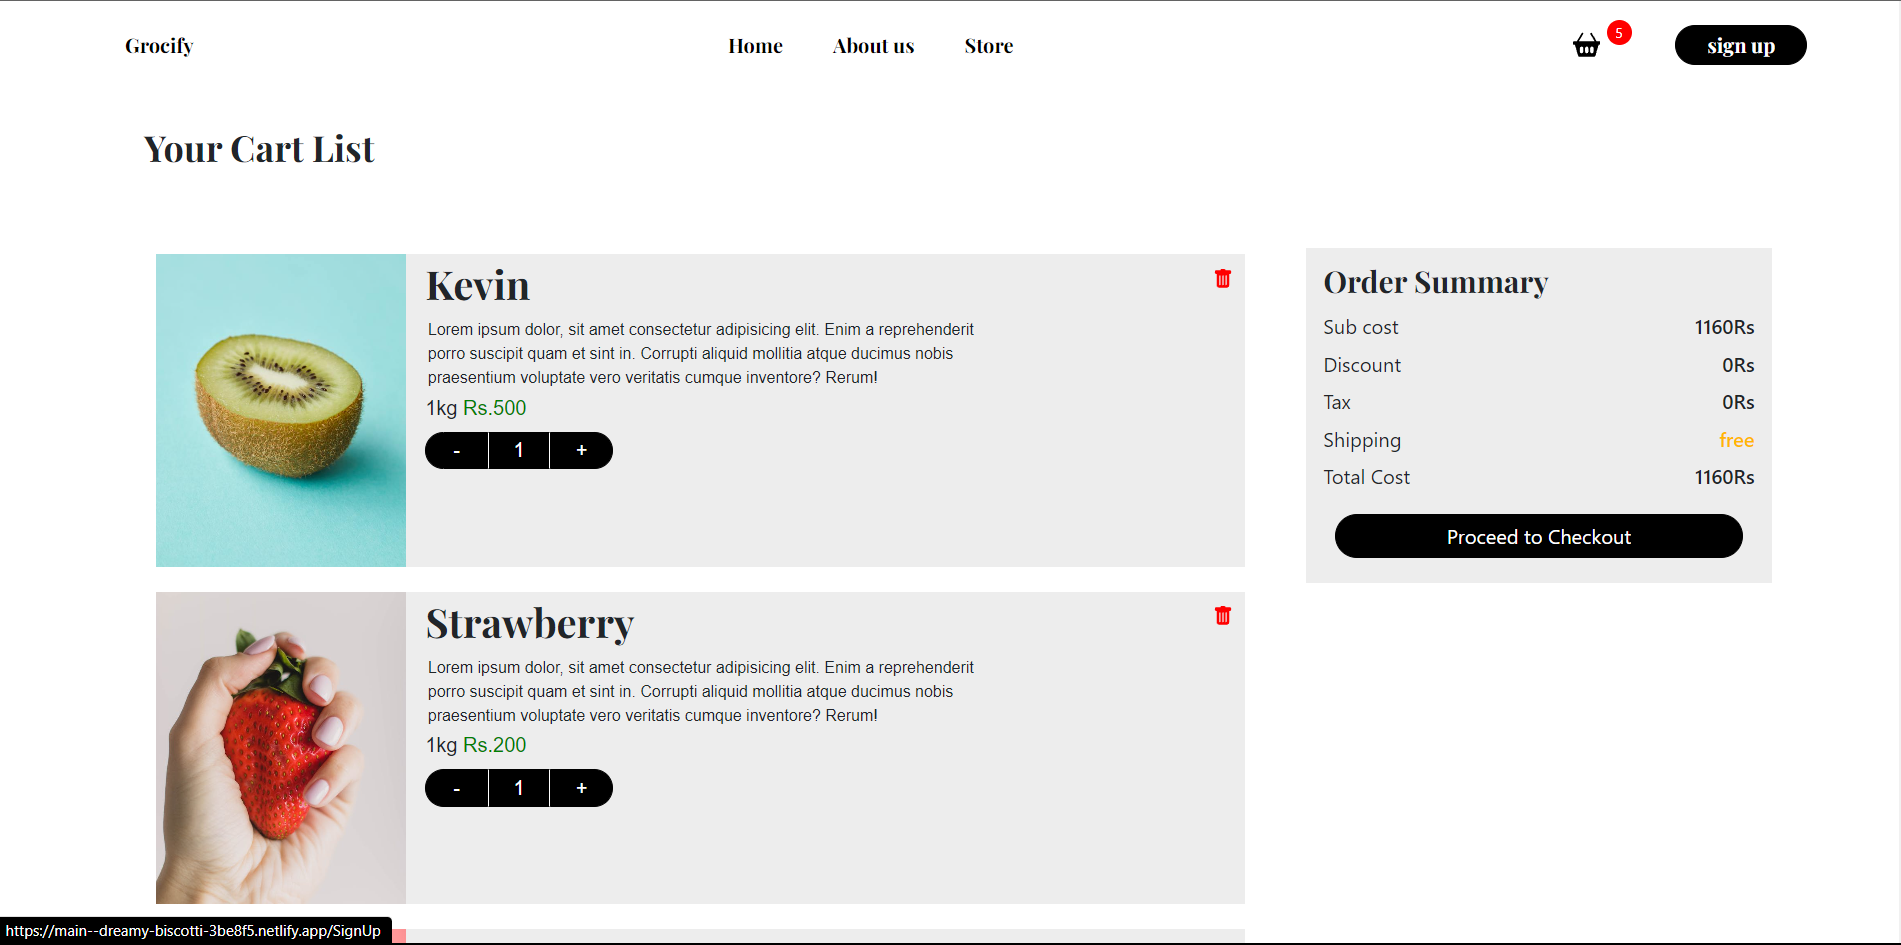 Grocify
Home
About us
Store
5
sign up
Your Cart List
Kevin
Lorem ipsum dolor, sit amet consectetur adipisicing elit. Enim a reprehenderit
porro suscipit quam et sint in. Corrupti aliquid mollitia atque ducimus nobis
praesentium voluptate vero veritatis cumque inventore? Rerum!
1kg Rs.500
- 1 +
Strawberry
Lorem ipsum dolor, sit amet consectetur adipisicing elit. Enim a reprehenderit
porro suscipit quam et sint in. Corrupti aliquid mollitia atque ducimus nobis
praesentium voluptate vero veritatis cumque inventore? Rerum!
1kg Rs.200
- 1 +
Order Summary
Sub cost 1160Rs
Discount 0Rs
Tax 0Rs
Shipping free
Total Cost 1160Rs
Proceed to Checkout
https://main--dreamy-biscotti-3be8f5.netlify.app/SignUp